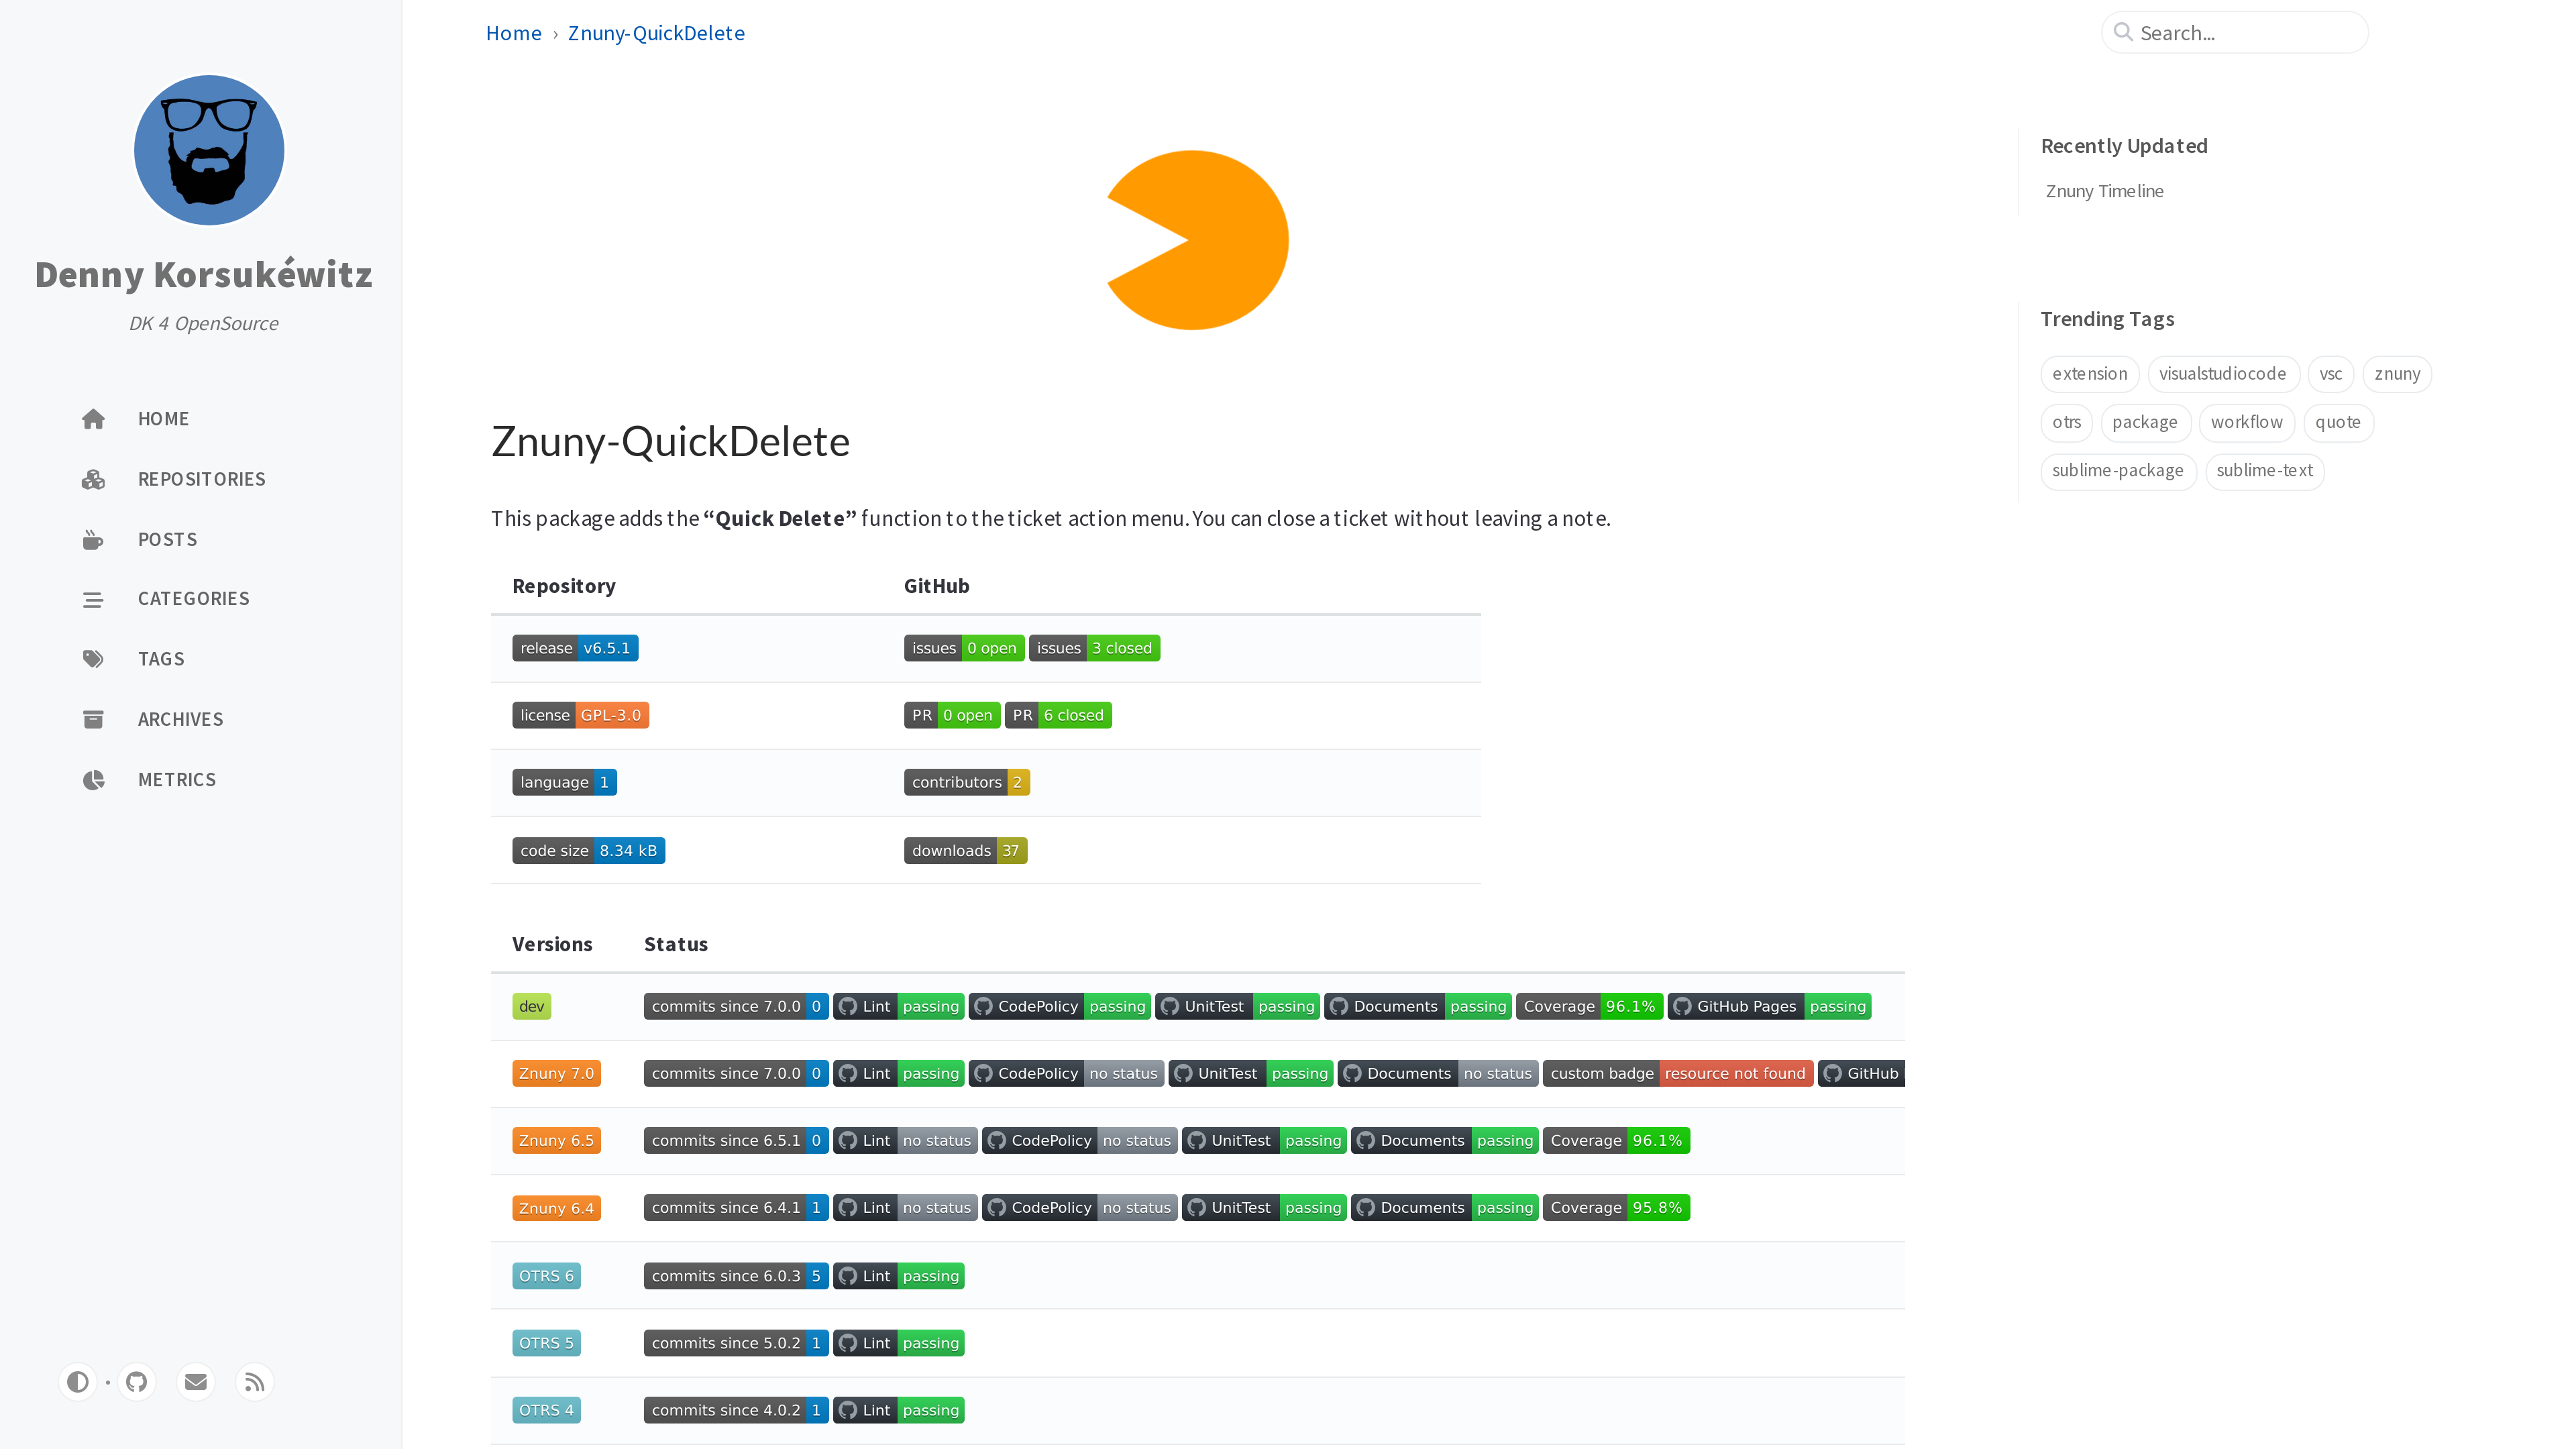 Denny Korsukéwitz
DK 4 OpenSource
HOME
REPOSITORIES
POSTS
CATEGORIES
TAGS
ARCHIVES
METRICS
Home › Znuny-QuickDelete
Search...
Znuny-QuickDelete
This package adds the “Quick Delete” function to the ticket action menu. You can close a ticket without leaving a note.
Repository GitHub
release v6.5.1 issues 0 open issues 3 closed
license GPL-3.0 PR 0 open PR 6 closed
language 1 contributors 2
code size 8.34 kB downloads 37
Versions Status
dev commits since 7.0.0 0 Lint passing CodePolicy passing UnitTest passing Documents passing Coverage 96.1% GitHub Pages passing
Znuny 7.0 commits since 7.0.0 0 Lint passing CodePolicy no status UnitTest passing Documents no status custom badge resource not found GitHub
Znuny 6.5 commits since 6.5.1 0 Lint no status CodePolicy no status UnitTest passing Documents passing Coverage 96.1%
Znuny 6.4 commits since 6.4.1 1 Lint no status CodePolicy no status UnitTest passing Documents passing Coverage 95.8%
OTRS 6 commits since 6.0.3 5 Lint passing
OTRS 5 commits since 5.0.2 1 Lint passing
OTRS 4 commits since 4.0.2 1 Lint passing
Recently Updated
Znuny Timeline
Trending Tags
extension visualstudiocode vsc znuny
otrs package workflow quote
sublime-package sublime-text